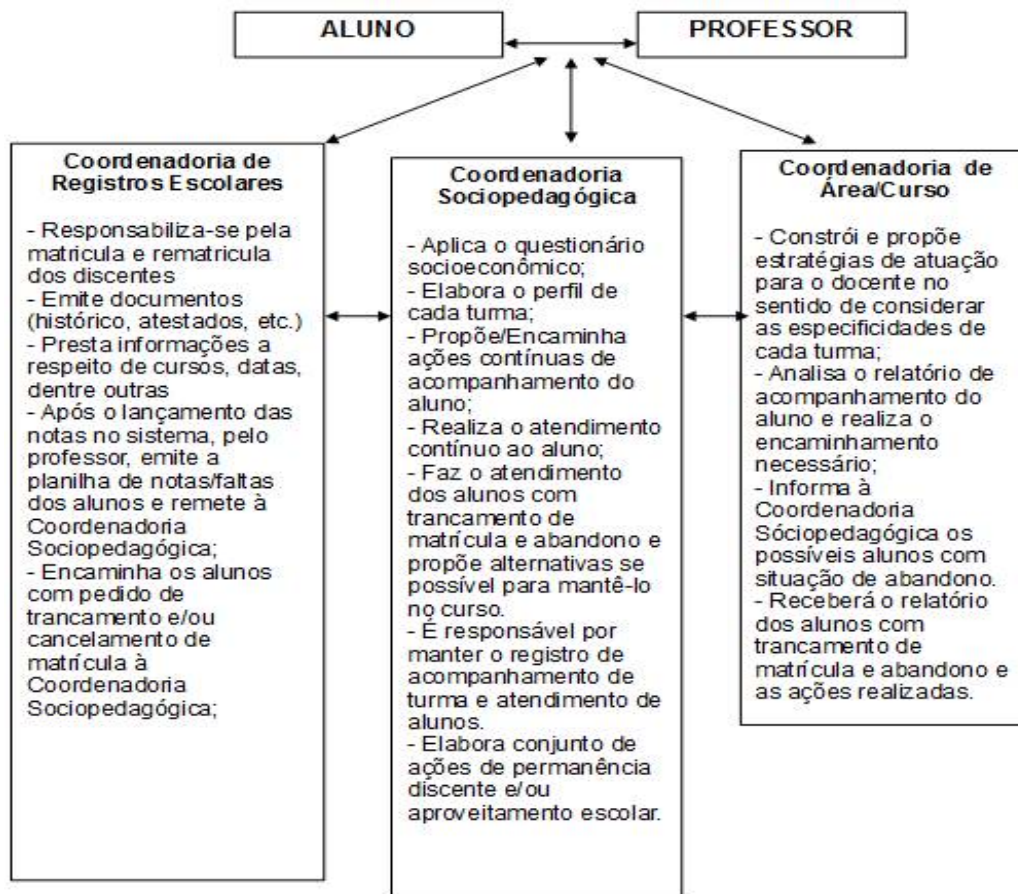 ALUNO
PROFESSOR
Coordenadoria de
Registros Escolares
- Responsabiliza-se pela
matricula e rematricula
dos discentes
- Emite documentos
(histórico, atestados, etc.)
- Presta informações a
respeito de cursos, datas,
dentre outras
- Após o lançamento das
notas no sistema, pelo
professor, emite a
planilha de notas/faltas
dos alunos e remete à
Coordenadoria
Sociopedagógica;
- Encaminha os alunos
com pedido de
trancamento e/ou
cancelamento de
matrícula à
Coordenadoria
Sociopedagógica;
Coordenadoria
Sociopedagógica
- Aplica o questionário
socioeconômico;
- Elabora o perfil de
cada turma;
- Propõe/Encaminha
ações contínuas de
acompanhamento do
aluno;
- Realiza o atendimento
contínuo ao aluno;
- Faz o atendimento
dos alunos com
trancamento de
matrícula e abandono e
propõe alternativas se
possível para mantê-lo
no curso.
- É responsável por
manter o registro de
acompanhamento de
turma e atendimento de
alunos.
- Elabora conjunto de
ações de permanência
discente e/ou
aproveitamento escolar.
Coordenadoria de
Área/Curso
- Constrói e propõe
estratégias de atuação
para o docente no
sentido de considerar
as especificidades de
cada turma;
- Analisa o relatório de
acompanhamento do
aluno e realiza o
encaminhamento
necessário;
- Informa à
Coordenadoria
Sóciopedagógica os
possíveis alunos com
situação de abandono.
- Receberá o relatório
dos alunos com
trancamento de
matrícula e abandono e
as ações realizadas.